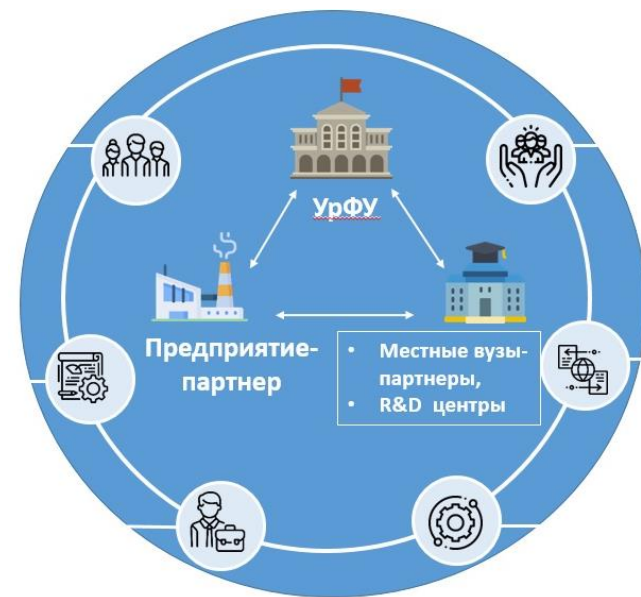 УрФУ
Предприятие-
партнер
• Местные вузы-
партнеры,
• R&D центры